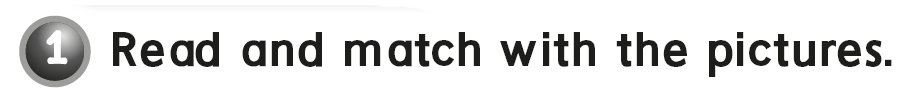 1 Read and match with the pictures.